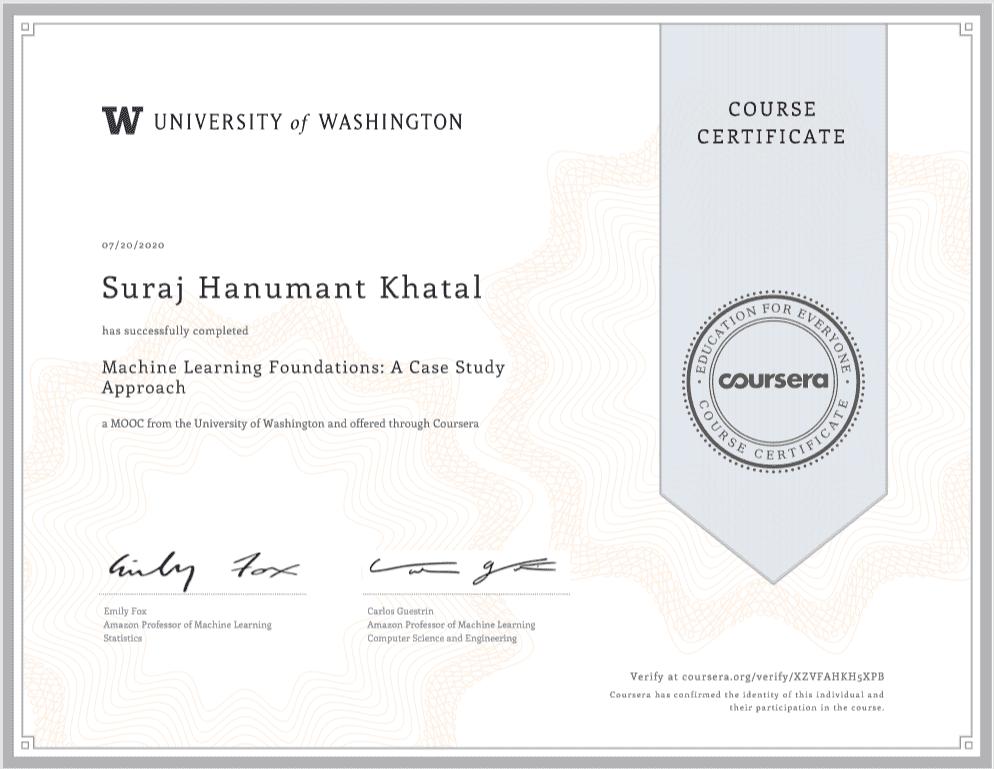 W UNIVERSITY of WASHINGTON
COURSE
CERTIFICATE
07/20/2020
Suraj Hanumant Khatal
has successfully completed
Machine Learning Foundations: A Case Study
Approach
a MOOC from the University of Washington and offered through Coursera
EDUCATION FOR EVERYONE
coursera
COURSE CERTIFICATE
Emily Fox
Emily Fox
Amazon Professor of Machine Learning
Statistics
Carlos Guestrin
Amazon Professor of Machine Learning
Computer Science and Engineering
Verify at coursera.org/verify/XZVFAHKH5XPB
Coursera has confirmed the identity of this individual and
their participation in the course.